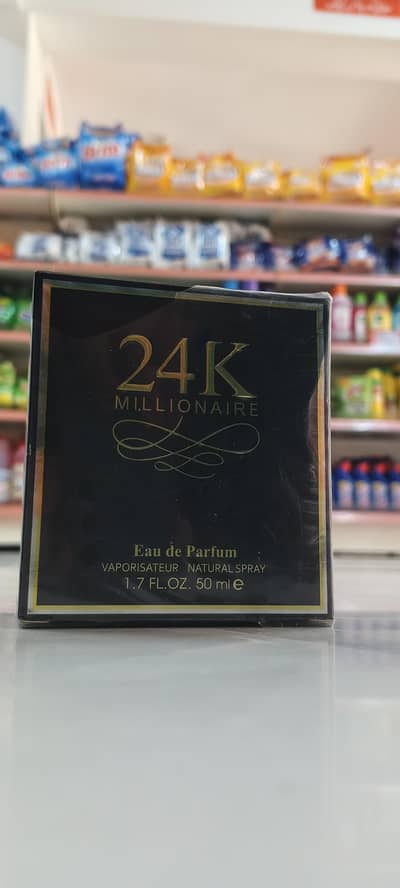 24K
MILLIONAIRE
Eau de Parfum
VAPORISATEUR NATURAL SPRAY
1.7 FL.OZ. 50 ml e